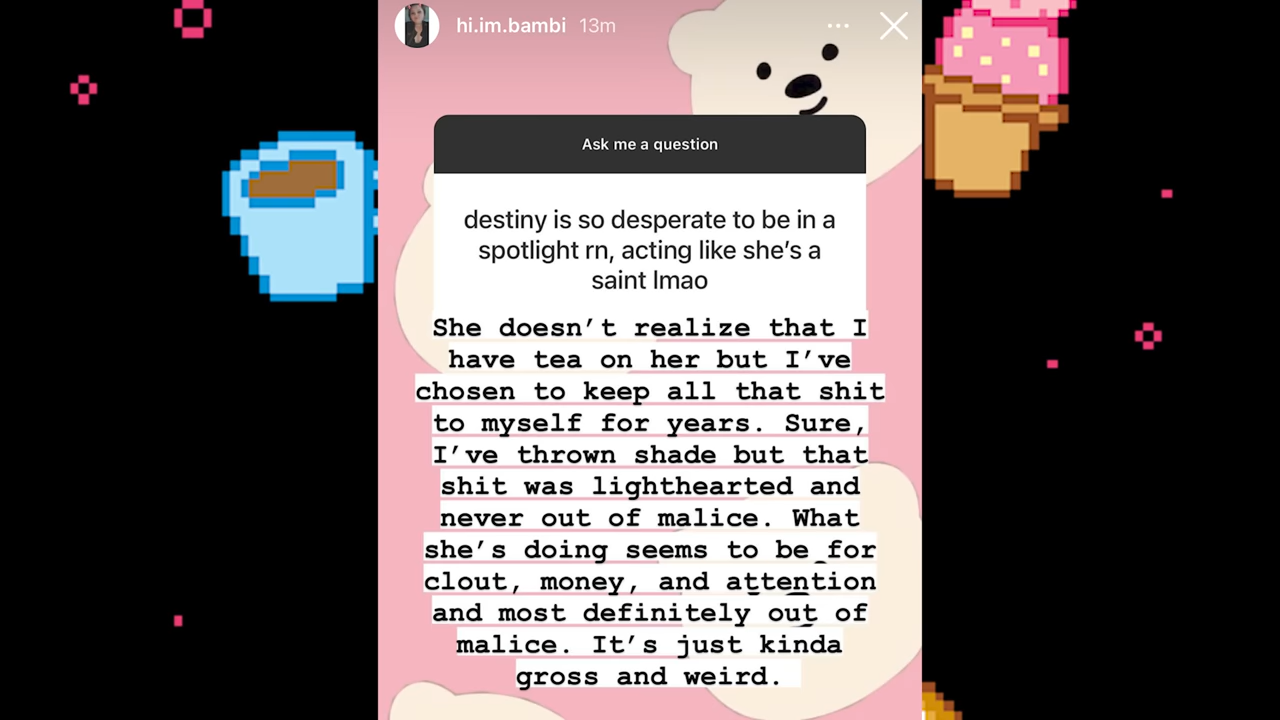 hi.im.bambi 13m
Ask me a question
destiny is so desperate to be in a
spotlight rn, acting like she’s a
saint lmao
She doesn’t realize that I
have tea on her but I’ve
chosen to keep all that shit
to myself for years. Sure,
I’ve thrown shade but that
shit was lighthearted and
never out of malice. What
she’s doing seems to be for
clout, money, and attention
and most definitely out of
malice. It’s just kinda
gross and weird.